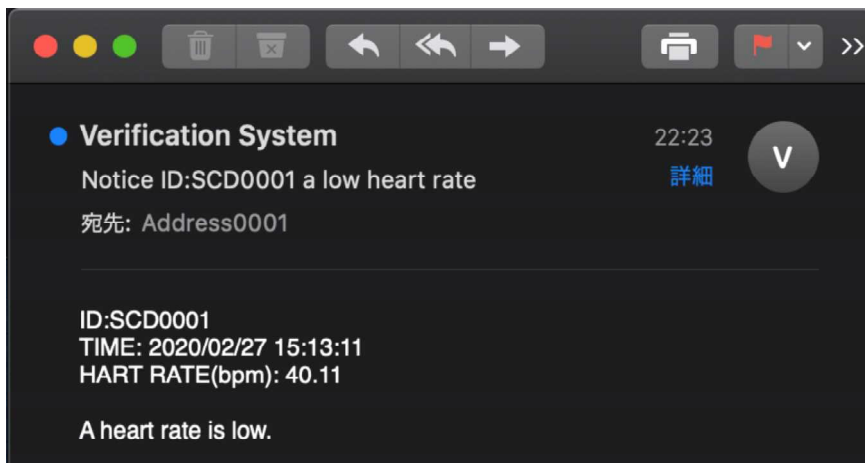 Verification System
22:23
V
Notice ID:SCD0001 a low heart rate
詳細
宛先: Address0001
ID:SCD0001
TIME: 2020/02/27 15:13:11
HART RATE(bpm): 40.11
A heart rate is low.